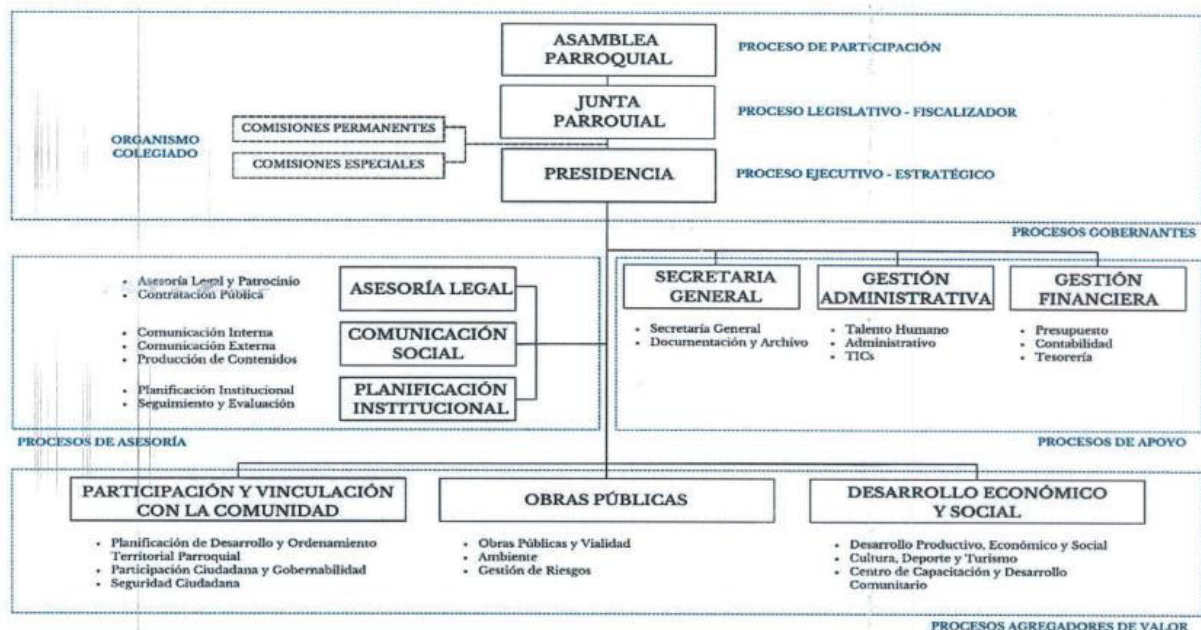 ASAMBLEA
PARROQUIAL
PROCESO DE PARTICIPACIÓN
JUNTA
PARROUIAL
PROCESO LEGISLATIVO - FISCALIZADOR
ORGANISMO
COLEGIADO
COMISIONES PERMANENTES
COMISIONES ESPECIALES
PRESIDENCIA
PROCESO EJECUTIVO - ESTRATÉGICO
PROCESOS GOBERNANTES
• Asesoría Legal y Patrocinio
• Contratación Pública
ASESORÍA LEGAL
• Comunicación Interna
• Comunicación Externa
• Producción de Contenidos
COMUNICACIÓN
SOCIAL
• Planificación Institucional
• Seguimiento y Evaluación
PLANIFICACIÓN
INSTITUCIONAL
PROCESOS DE ASESORÍA
SECRETARIA
GENERAL
• Secretaría General
• Documentación y Archivo
GESTIÓN
ADMINISTRATIVA
• Talento Humano
• Administrativo
• TICs
GESTIÓN
FINANCIERA
• Presupuesto
• Contabilidad
• Tesorería
PROCESOS DE APOYO
PARTICIPACIÓN Y VINCULACIÓN
CON LA COMUNIDAD
• Planificación de Desarrollo y Ordenamiento
Territorial Parroquial
• Participación Ciudadana y Gobernabilidad
• Seguridad Ciudadana
OBRAS PÚBLICAS
• Obras Públicas y Vialidad
• Ambiente
• Gestión de Riesgos
DESARROLLO ECONÓMICO
Y SOCIAL
• Desarrollo Productivo, Económico y Social
• Cultura, Deporte y Turismo
• Centro de Capacitación y Desarrollo
Comunitario
PROCESOS AGREGADORES DE VALOR